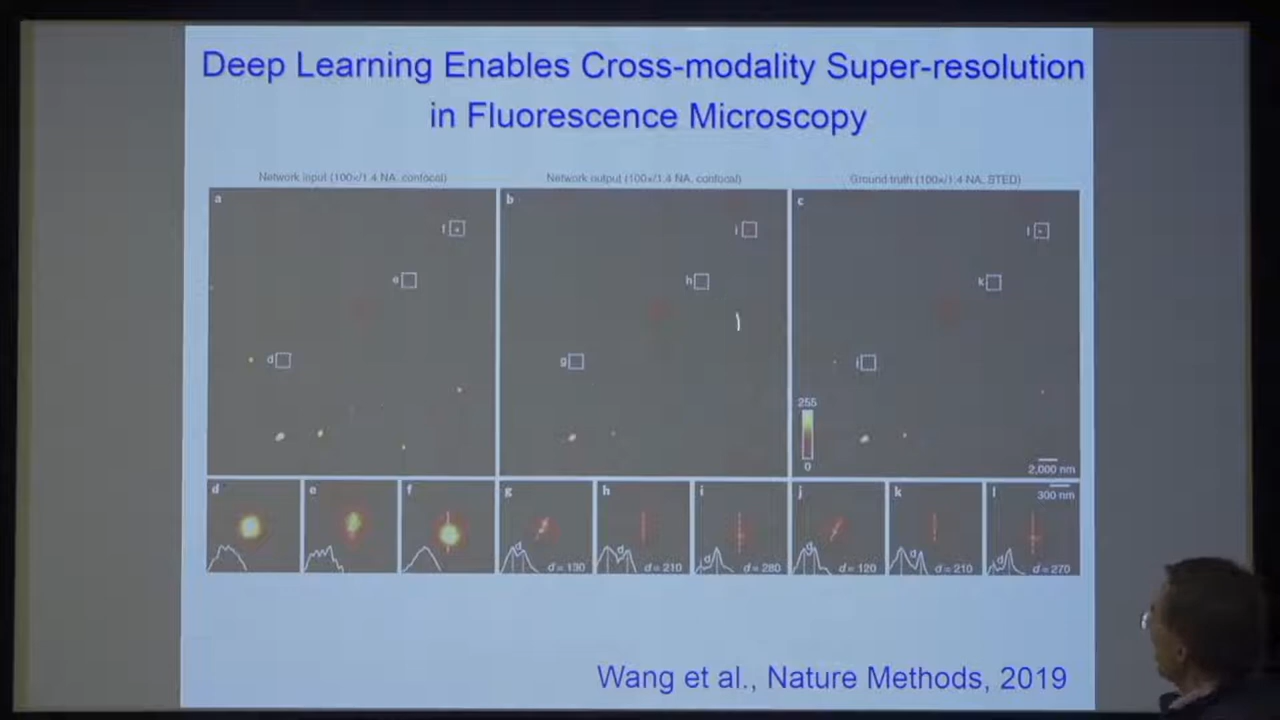 Deep Learning Enables Cross-modality Super-resolution
in Fluorescence Microscopy
Network input (100×/1.4 NA, confocal)
Network output (100×/1.4 NA, confocal)
Ground truth (100×/1.4 NA, STED)
a
f
e
d
b
i
h
g
c
l
k
j
255
0
2,000 nm
d
e
f
g
d
d = 130
h
d
d = 210
i
d
d = 280
j
d
d = 120
k
d
d = 210
l
300 nm
d
d = 270
Wang et al., Nature Methods, 2019